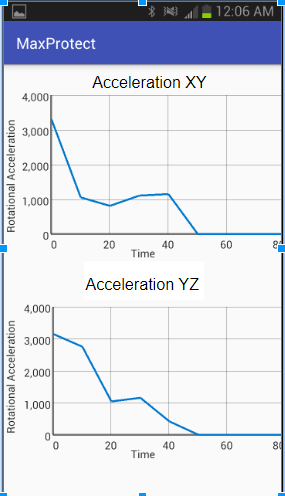 12:06 AM
MaxProtect
Acceleration XY
4,000
3,000
2,000
1,000
0
Rotational Acceleration
0 20 40 60 80
Time
Acceleration YZ
4,000
3,000
2,000
1,000
0
Rotational Acceleration
0 20 40 60 80
Time